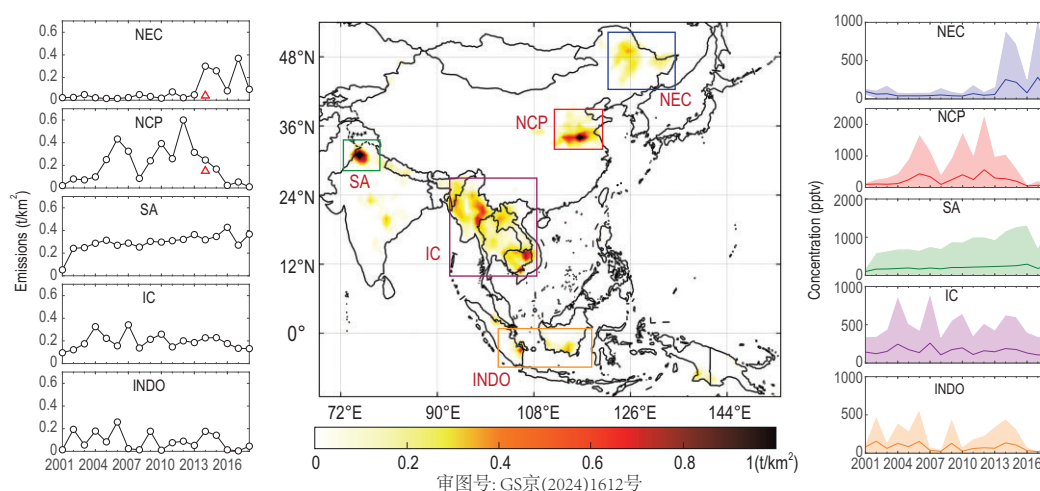 Emissions (t/km²)
0.6
0.4
0.2
0
NEC
0.6
0.4
0.2
0
NCP
0.6
0.4
0.2
0
SA
0.6
0.4
0.2
0
IC
0.6
0.4
0.2
0
INDO
2001 2004 2007 2010 2013 2016
48°N
36°N
24°N
12°N
0°
NEC
NCP
SA
IC
INDO
72°E 90°E 108°E 126°E 144°E
0 0.2 0.4 0.6 0.8 1(t/km²)
审图号: GS京(2024)1612号
Concentration (pptv)
1000
500
0
NEC
2000
1000
0
NCP
2000
1000
0
SA
1000
500
0
IC
1000
500
0
INDO
2001 2004 2007 2010 2013 2016